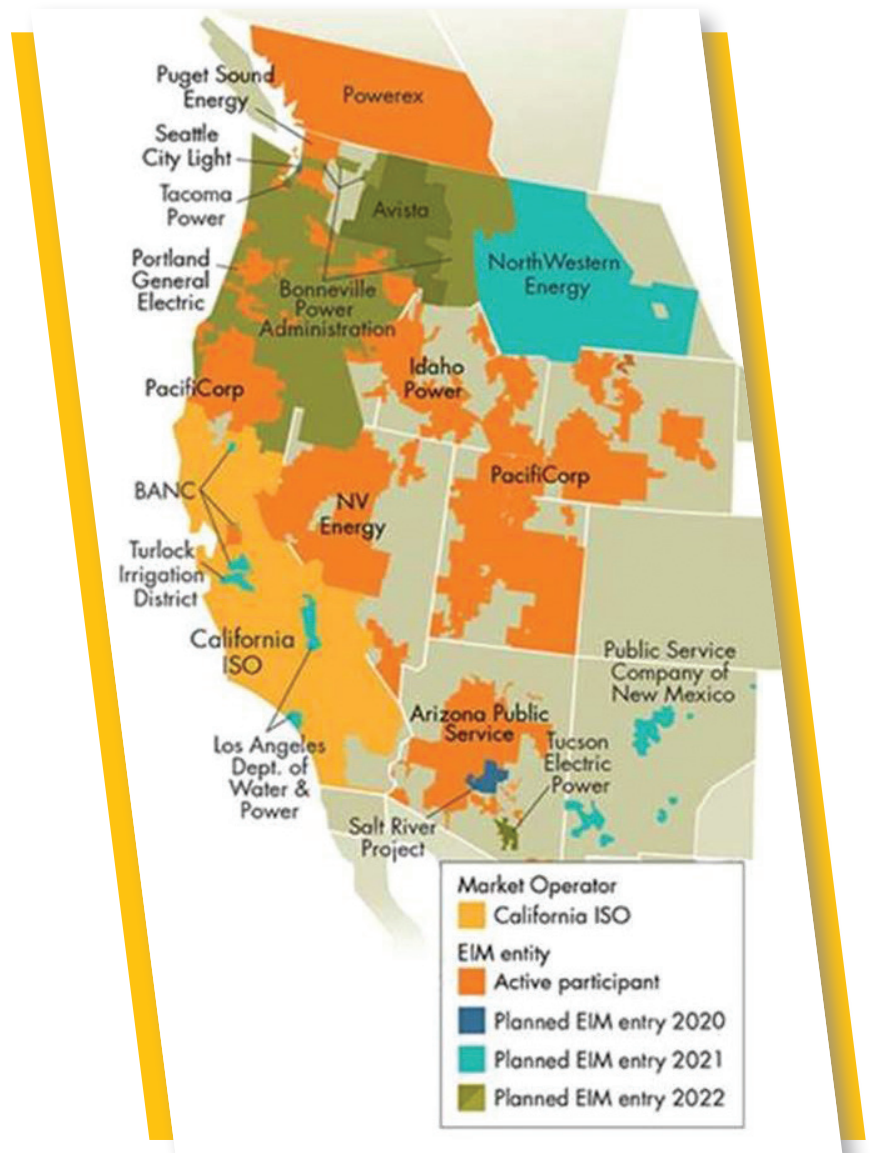 Puget Sound
Energy
Powerex
Seattle
City Light
Tacoma
Power
Avista
Portland
General
Electric
NorthWestern
Energy
Bonneville
Power
Administration
PacifiCorp
Idaho
Power
BANC
NV
Energy
PacifiCorp
Turlock
Irrigation
District
California
ISO
Public Service
Company of
New Mexico
Arizona Public
Service
Los Angeles
Dept. of
Water &
Power
Tucson
Electric
Power
Salt River
Project
Market Operator
California ISO
EIM entity
Active participant
Planned EIM entry 2020
Planned EIM entry 2021
Planned EIM entry 2022